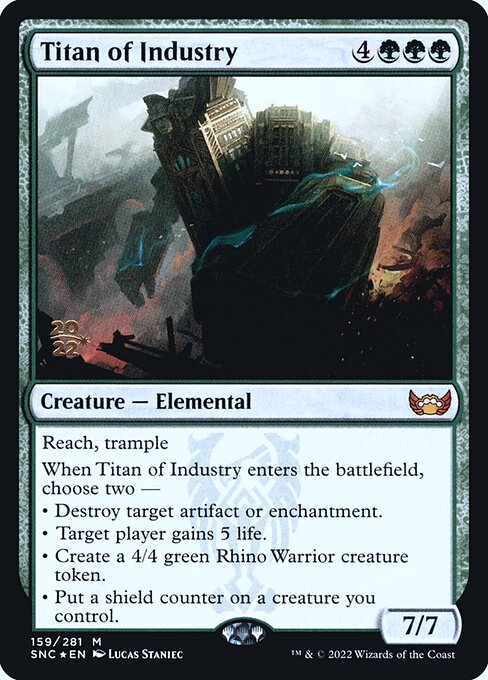 Titan of Industry 4
20
22
Creature — Elemental
Reach, trample
When Titan of Industry enters the battlefield,
choose two —
• Destroy target artifact or enchantment.
• Target player gains 5 life.
• Create a 4/4 green Rhino Warrior creature
token.
• Put a shield counter on a creature you
control.
7/7
159/281 M
SNC ★ EN Lucas Staniec
™ & © 2022 Wizards of the Coast